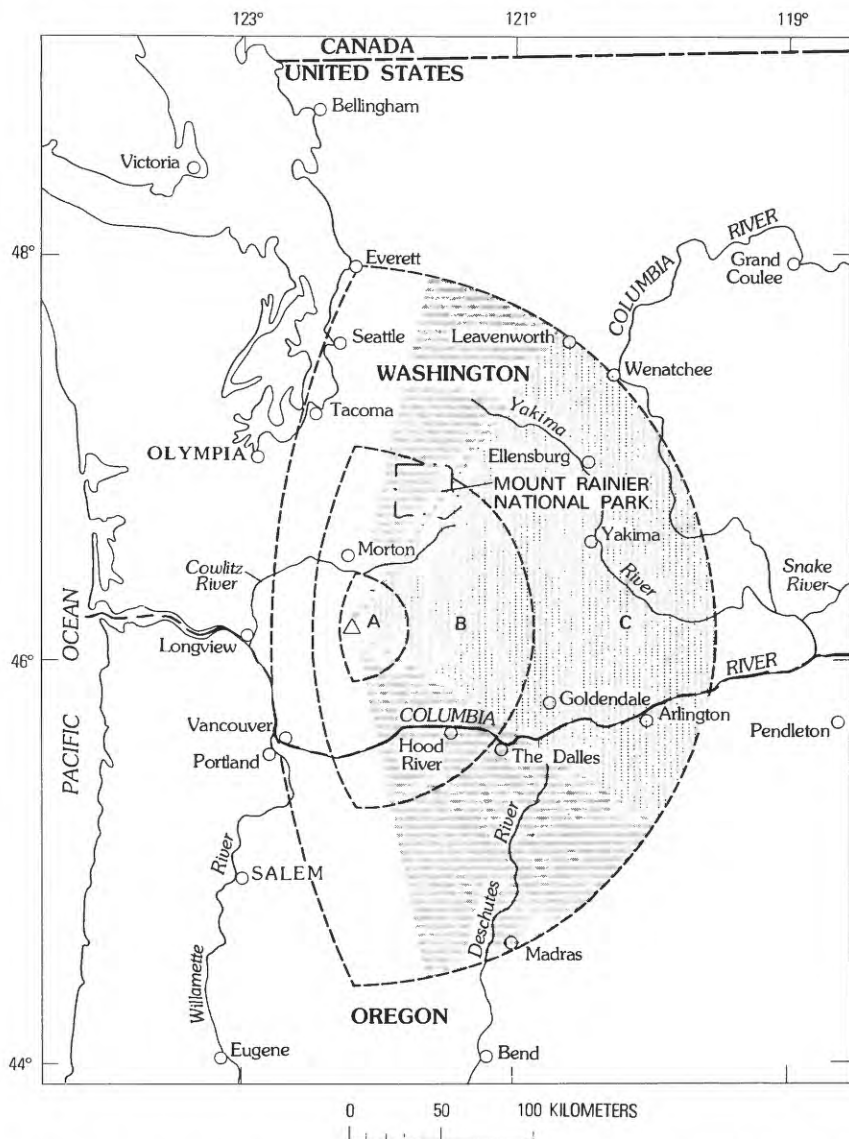 123°
121°
119°
CANADA
UNITED STATES
Bellingham
Victoria
48°
Everett
COLUMBIA
RIVER
Grand
Coulee
Seattle
Leavenworth
WASHINGTON
Wenatchee
Tacoma
Yakima
OLYMPIA
Ellensburg
MOUNT RAINIER
NATIONAL PARK
Morton
Yakima
Cowlitz
River
River
Snake
River
A
B
C
PACIFIC OCEAN
46°
Longview
RIVER
Goldendale
COLUMBIA
Arlington
Vancouver
Hood
River
The Dalles
Pendleton
Portland
River
River
SALEM
Deschutes
Madras
Willamette
OREGON
44°
Eugene
Bend
0 50 100 KILOMETERS